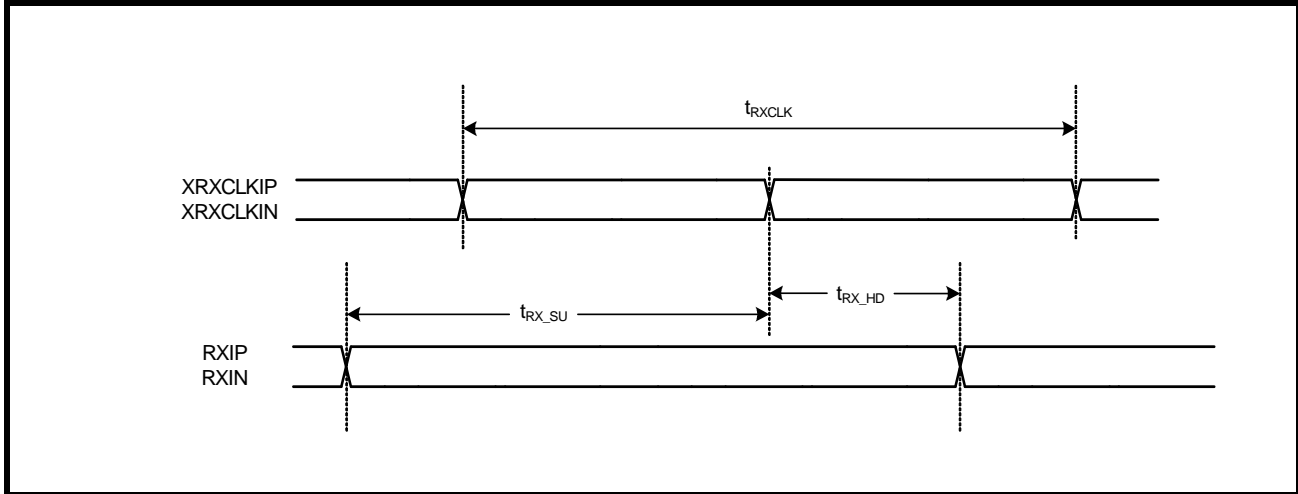 tRXCLK
XRXCLKIP
XRXCLKIN
tRX_HD
tRX_SU
RXIP
RXIN